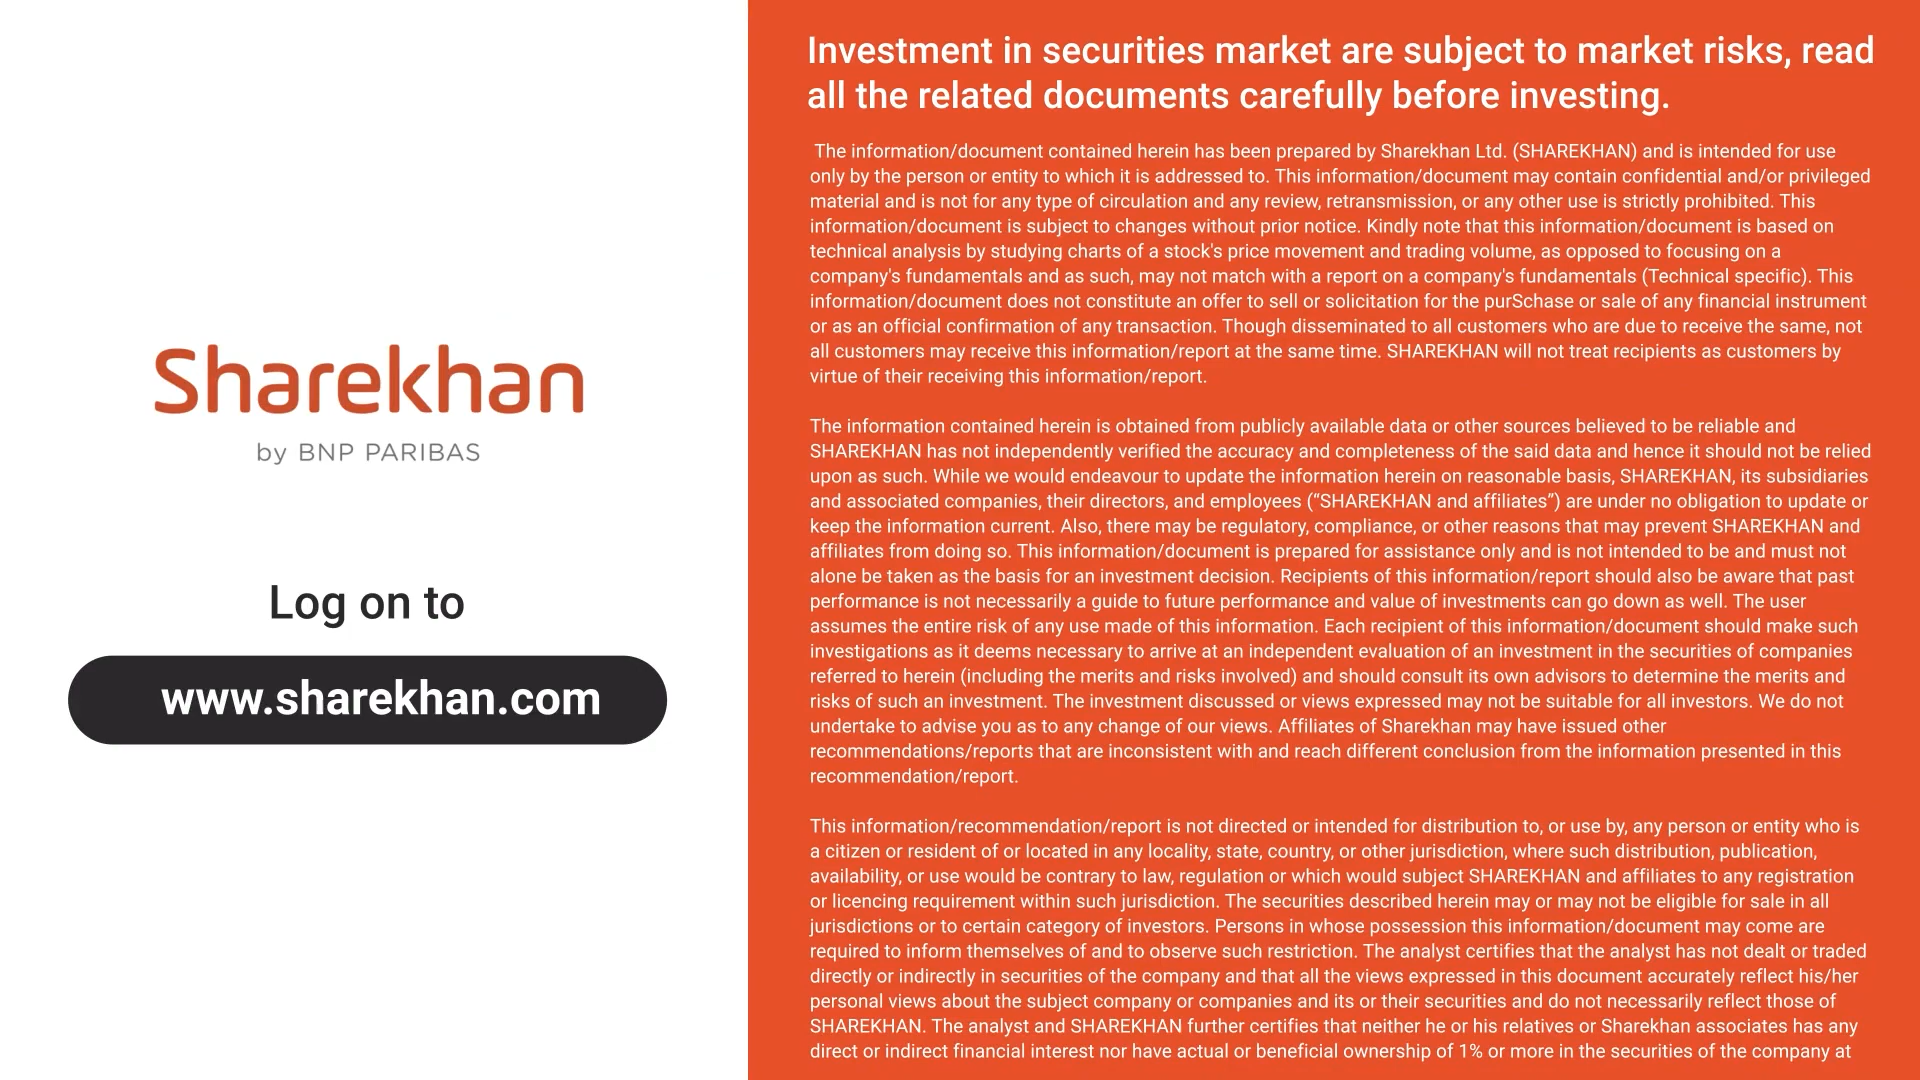 Sharekhan
by BNP PARIBAS
Log on to
www.sharekhan.com
Investment in securities market are subject to market risks, read
all the related documents carefully before investing.
The information/document contained herein has been prepared by Sharekhan Ltd. (SHAREKHAN) and is intended for use
only by the person or entity to which it is addressed to. This information/document may contain confidential and/or privileged
material and is not for any type of circulation and any review, retransmission, or any other use is strictly prohibited. This
information/document is subject to changes without prior notice. Kindly note that this information/document is based on
technical analysis by studying charts of a stock's price movement and trading volume, as opposed to focusing on a
company's fundamentals and as such, may not match with a report on a company's fundamentals (Technical specific). This
information/document does not constitute an offer to sell or solicitation for the purSchase or sale of any financial instrument
or as an official confirmation of any transaction. Though disseminated to all customers who are due to receive the same, not
all customers may receive this information/report at the same time. SHAREKHAN will not treat recipients as customers by
virtue of their receiving this information/report.
The information contained herein is obtained from publicly available data or other sources believed to be reliable and
SHAREKHAN has not independently verified the accuracy and completeness of the said data and hence it should not be relied
upon as such. While we would endeavour to update the information herein on reasonable basis, SHAREKHAN, its subsidiaries
and associated companies, their directors, and employees (“SHAREKHAN and affiliates”) are under no obligation to update or
keep the information current. Also, there may be regulatory, compliance, or other reasons that may prevent SHAREKHAN and
affiliates from doing so. This information/document is prepared for assistance only and is not intended to be and must not
alone be taken as the basis for an investment decision. Recipients of this information/report should also be aware that past
performance is not necessarily a guide to future performance and value of investments can go down as well. The user
assumes the entire risk of any use made of this information. Each recipient of this information/document should make such
investigations as it deems necessary to arrive at an independent evaluation of an investment in the securities of companies
referred to herein (including the merits and risks involved) and should consult its own advisors to determine the merits and
risks of such an investment. The investment discussed or views expressed may not be suitable for all investors. We do not
undertake to advise you as to any change of our views. Affiliates of Sharekhan may have issued other
recommendations/reports that are inconsistent with and reach different conclusion from the information presented in this
recommendation/report.
This information/recommendation/report is not directed or intended for distribution to, or use by, any person or entity who is
a citizen or resident of or located in any locality, state, country, or other jurisdiction, where such distribution, publication,
availability, or use would be contrary to law, regulation or which would subject SHAREKHAN and affiliates to any registration
or licencing requirement within such jurisdiction. The securities described herein may or may not be eligible for sale in all
jurisdictions or to certain category of investors. Persons in whose possession this information/document may come are
required to inform themselves of and to observe such restriction. The analyst certifies that the analyst has not dealt or traded
directly or indirectly in securities of the company and that all the views expressed in this document accurately reflect his/her
personal views about the subject company or companies and its or their securities and do not necessarily reflect those of
SHAREKHAN. The analyst and SHAREKHAN further certifies that neither he or his relatives or Sharekhan associates has any
direct or indirect financial interest nor have actual or beneficial ownership of 1% or more in the securities of the company at